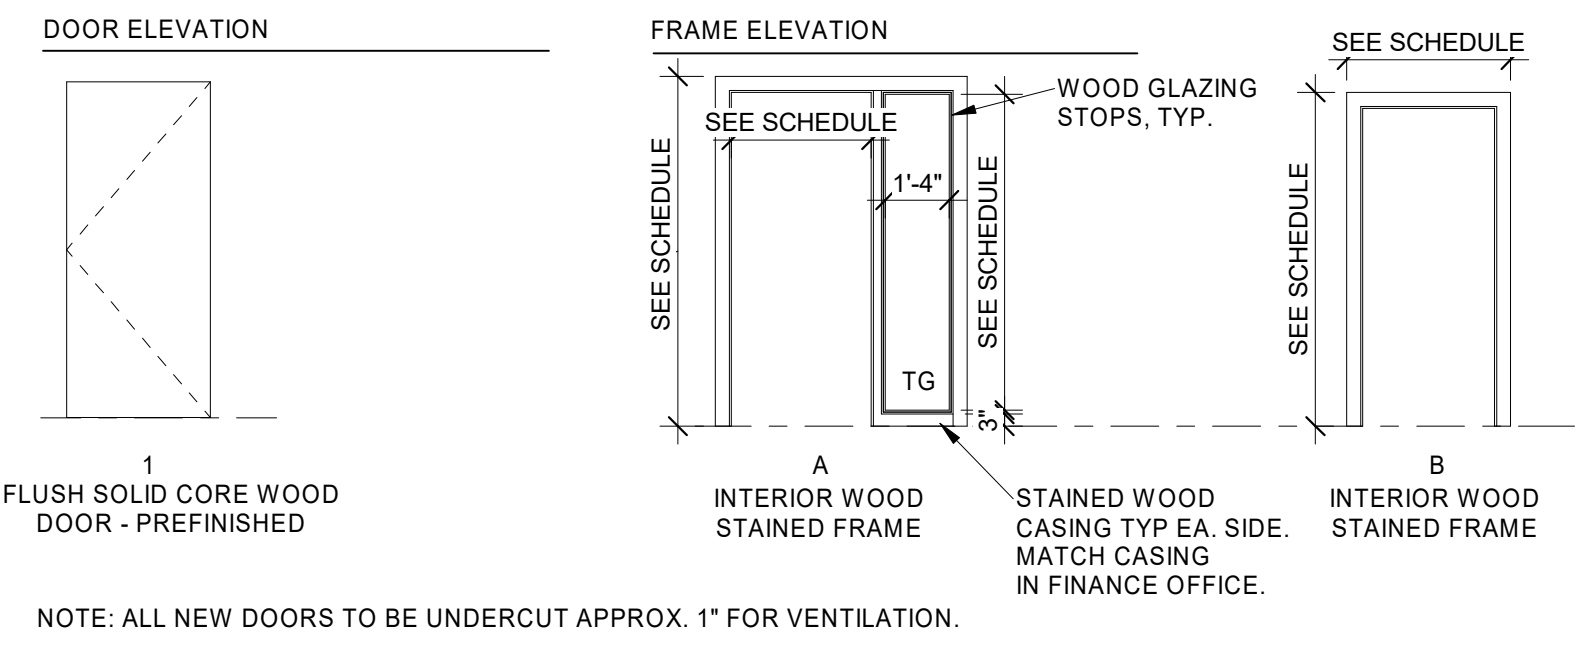 DOOR ELEVATION
FRAME ELEVATION
SEE SCHEDULE
WOOD GLAZING
STOPS, TYP.
SEE SCHEDULE
SEE SCHEDULE
1'-4"
SEE SCHEDULE
SEE SCHEDULE
TG
3"
1
FLUSH SOLID CORE WOOD
DOOR - PREFINISHED
A
INTERIOR WOOD
STAINED FRAME
STAINED WOOD
CASING TYP EA. SIDE.
MATCH CASING
IN FINANCE OFFICE.
B
INTERIOR WOOD
STAINED FRAME
NOTE: ALL NEW DOORS TO BE UNDERCUT APPROX. 1" FOR VENTILATION.